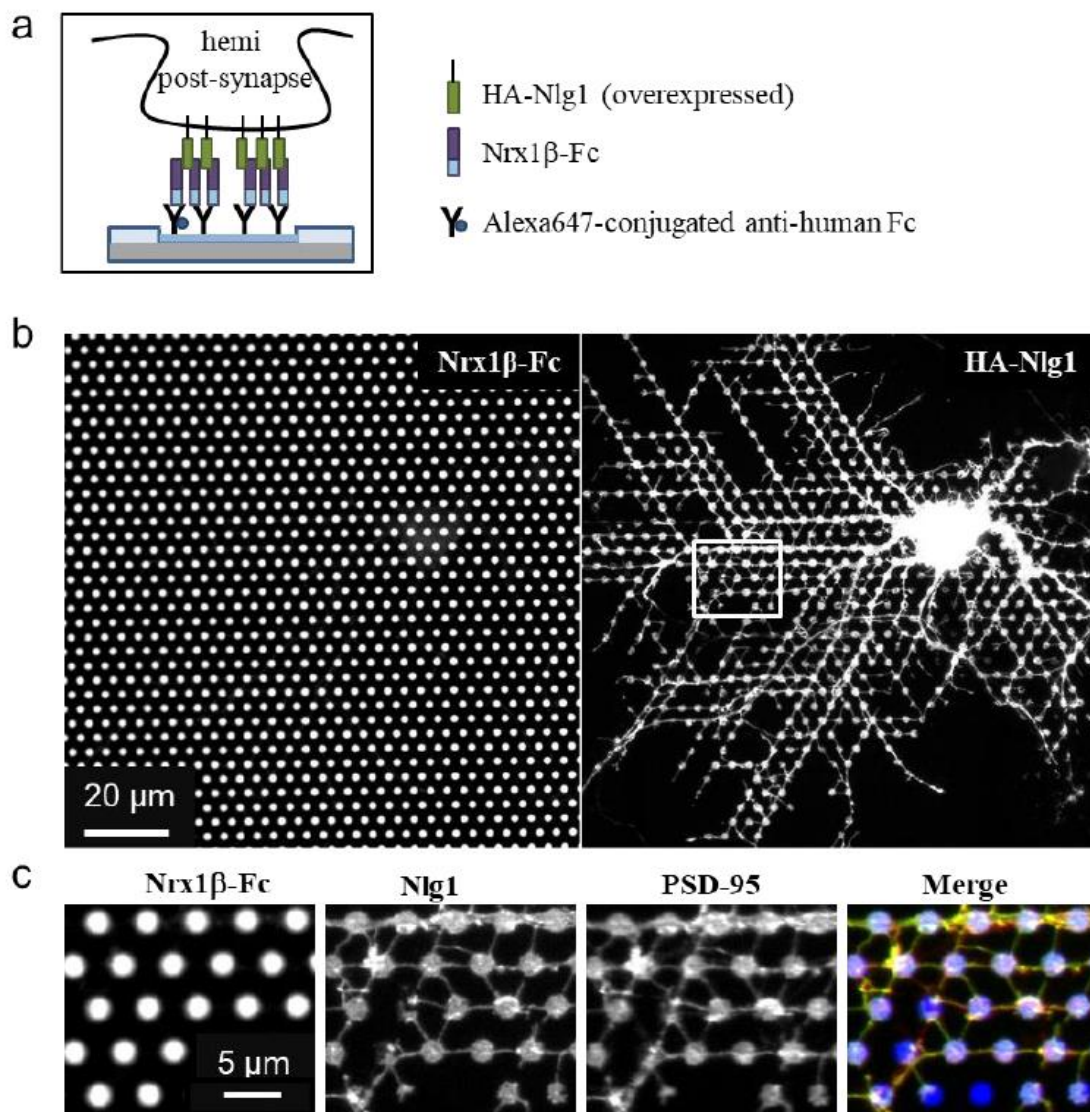 a
hemi
post-synapse
HA-Nlg1 (overexpressed)
Nrx1β-Fc
Alexa647-conjugated anti-human Fc
b
Nrx1β-Fc
HA-Nlg1
20 µm
c
Nrx1β-Fc
Nlg1
PSD-95
Merge
5 µm